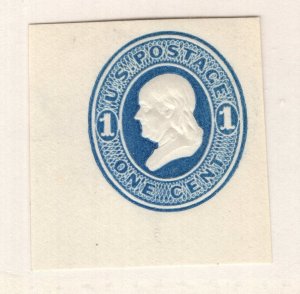 U.S. POSTAGE
1 1
ONE CENT